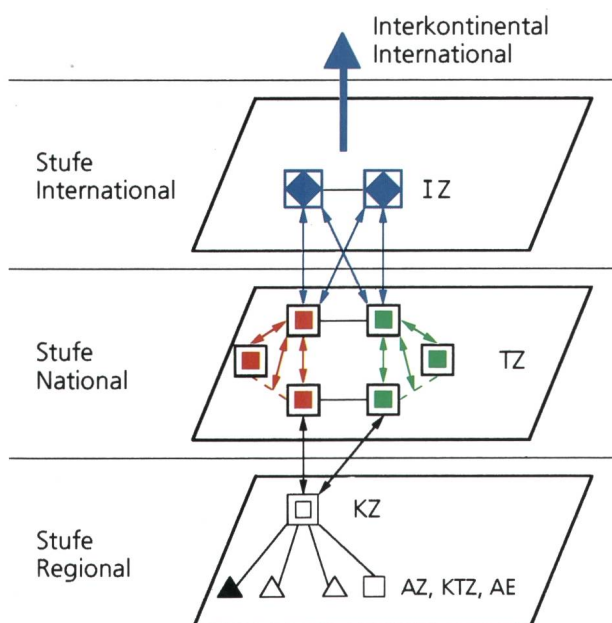 Interkontinental
International
Stufe
International
IZ
Stufe
National
TZ
KZ
Stufe
Regional
AZ, KTZ, AE